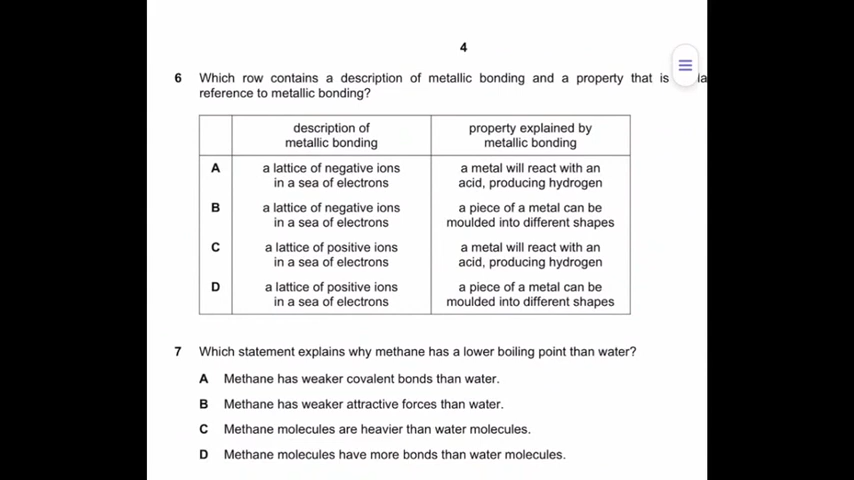 4
6 Which row contains a description of metallic bonding and a property that is
reference to metallic bonding?
description of
metallic bonding
property explained by
metallic bonding
A a lattice of negative ions
in a sea of electrons
a metal will react with an
acid, producing hydrogen
B a lattice of negative ions
in a sea of electrons
a piece of a metal can be
moulded into different shapes
C a lattice of positive ions
in a sea of electrons
a metal will react with an
acid, producing hydrogen
D a lattice of positive ions
in a sea of electrons
a piece of a metal can be
moulded into different shapes
7 Which statement explains why methane has a lower boiling point than water?
A Methane has weaker covalent bonds than water.
B Methane has weaker attractive forces than water.
C Methane molecules are heavier than water molecules.
D Methane molecules have more bonds than water molecules.